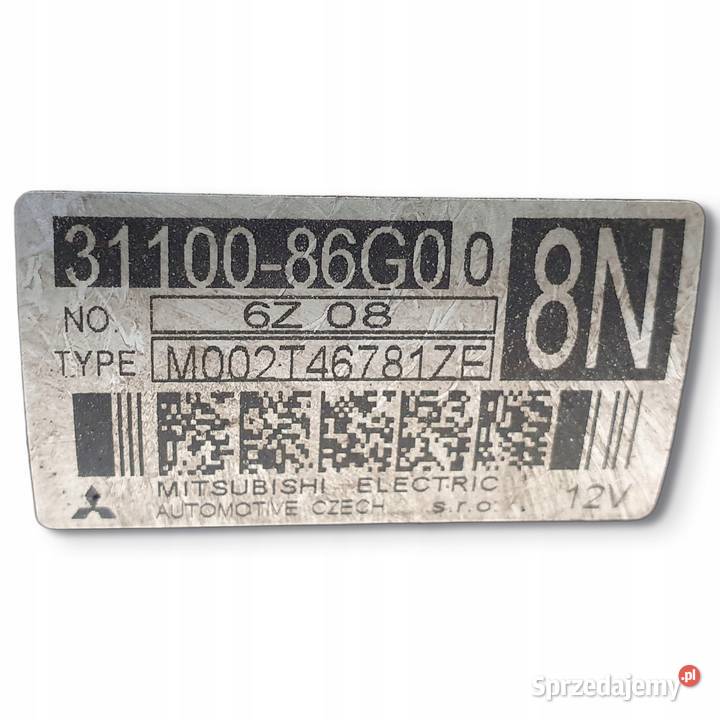 31100-86G00
8N
NO. 6Z 08
TYPE M002T46781ZE
MITSUBISHI ELECTRIC
AUTOMOTIVE CZECH s.r.o.
12V
Sprzedajemy.pl